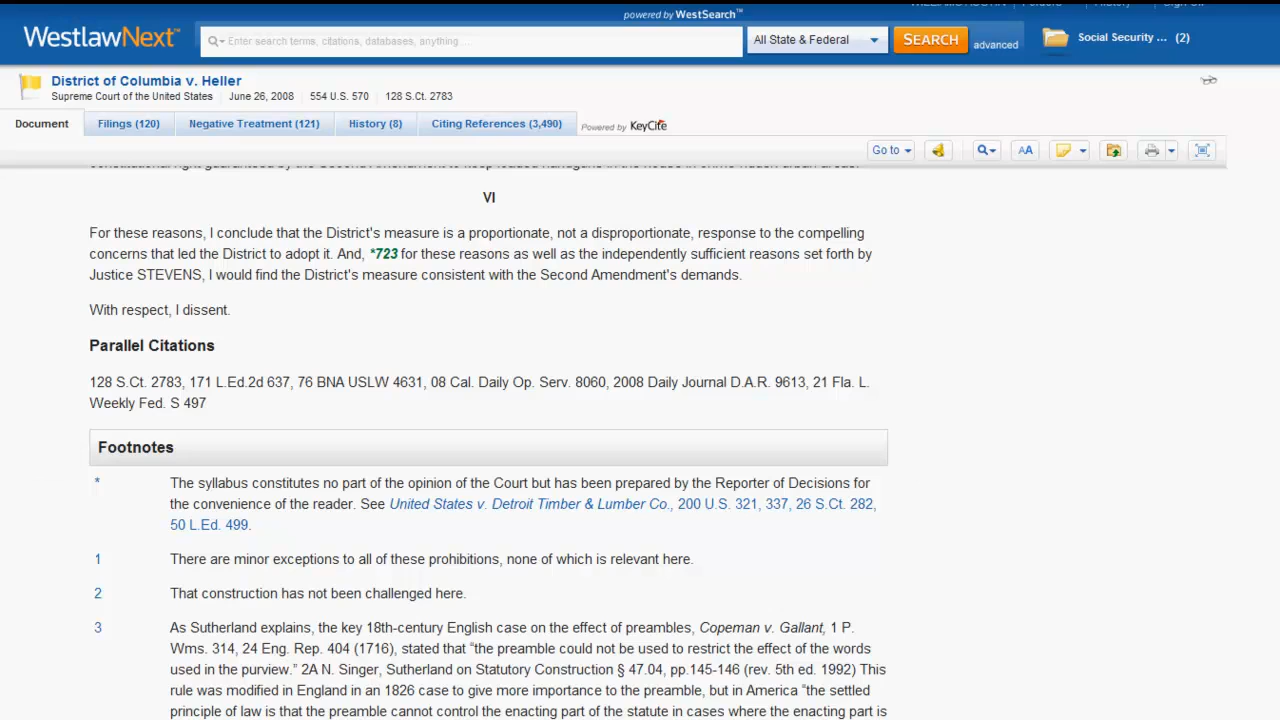 powered by WestSearch™
WestlawNext™
Enter search terms, citations, databases, anything ...
All State & Federal
SEARCH
advanced
Social Security ... (2)
District of Columbia v. Heller
Supreme Court of the United States June 26, 2008 554 U.S. 570 128 S.Ct. 2783
Document Filings (120) Negative Treatment (121) History (8) Citing References (3,490) Powered by KeyCite
Go to AA
VI
For these reasons, I conclude that the District's measure is a proportionate, not a disproportionate, response to the compelling
concerns that led the District to adopt it. And, *723 for these reasons as well as the independently sufficient reasons set forth by
Justice STEVENS, I would find the District's measure consistent with the Second Amendment's demands.
With respect, I dissent.
Parallel Citations
128 S.Ct. 2783, 171 L.Ed.2d 637, 76 BNA USLW 4631, 08 Cal. Daily Op. Serv. 8060, 2008 Daily Journal D.A.R. 9613, 21 Fla. L.
Weekly Fed. S 497
Footnotes
* The syllabus constitutes no part of the opinion of the Court but has been prepared by the Reporter of Decisions for
the convenience of the reader. See United States v. Detroit Timber & Lumber Co., 200 U.S. 321, 337, 26 S.Ct. 282,
50 L.Ed. 499.
1 There are minor exceptions to all of these prohibitions, none of which is relevant here.
2 That construction has not been challenged here.
3 As Sutherland explains, the key 18th-century English case on the effect of preambles, Copeman v. Gallant, 1 P.
Wms. 314, 24 Eng. Rep. 404 (1716), stated that “the preamble could not be used to restrict the effect of the words
used in the purview.” 2A N. Singer, Sutherland on Statutory Construction § 47.04, pp.145-146 (rev. 5th ed. 1992) This
rule was modified in England in an 1826 case to give more importance to the preamble, but in America “the settled
principle of law is that the preamble cannot control the enacting part of the statute in cases where the enacting part is